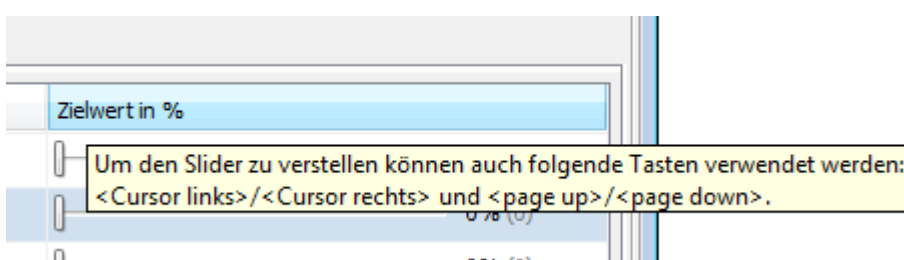 Zielwert in %
Um den Slider zu verstellen können auch folgende Tasten verwendet werden:
<Cursor links>/<Cursor rechts> und <page up>/<page down>.